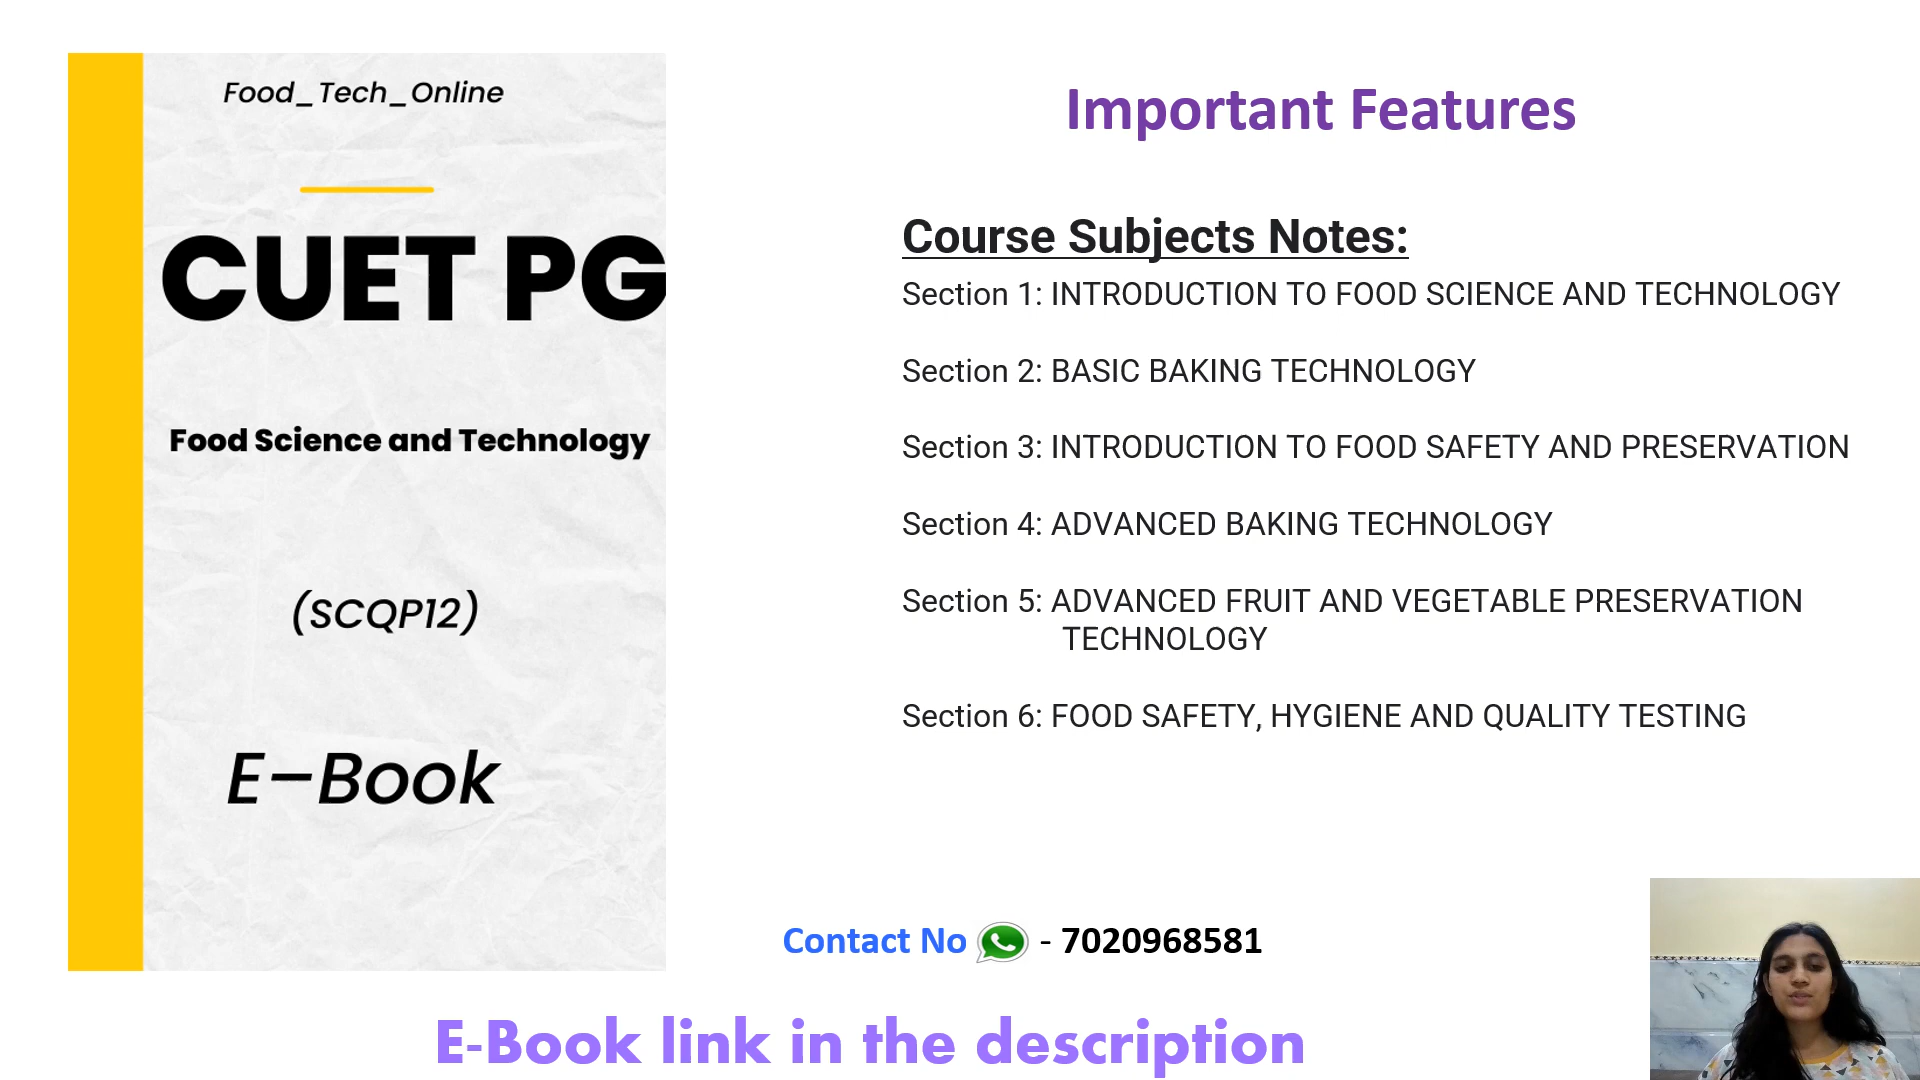 Food_Tech_Online
CUET PG
Food Science and Technology
(SCQP12)
E-Book
Important Features
Course Subjects Notes:
Section 1: INTRODUCTION TO FOOD SCIENCE AND TECHNOLOGY
Section 2: BASIC BAKING TECHNOLOGY
Section 3: INTRODUCTION TO FOOD SAFETY AND PRESERVATION
Section 4: ADVANCED BAKING TECHNOLOGY
Section 5: ADVANCED FRUIT AND VEGETABLE PRESERVATION
TECHNOLOGY
Section 6: FOOD SAFETY, HYGIENE AND QUALITY TESTING
Contact No - 7020968581
E-Book link in the description